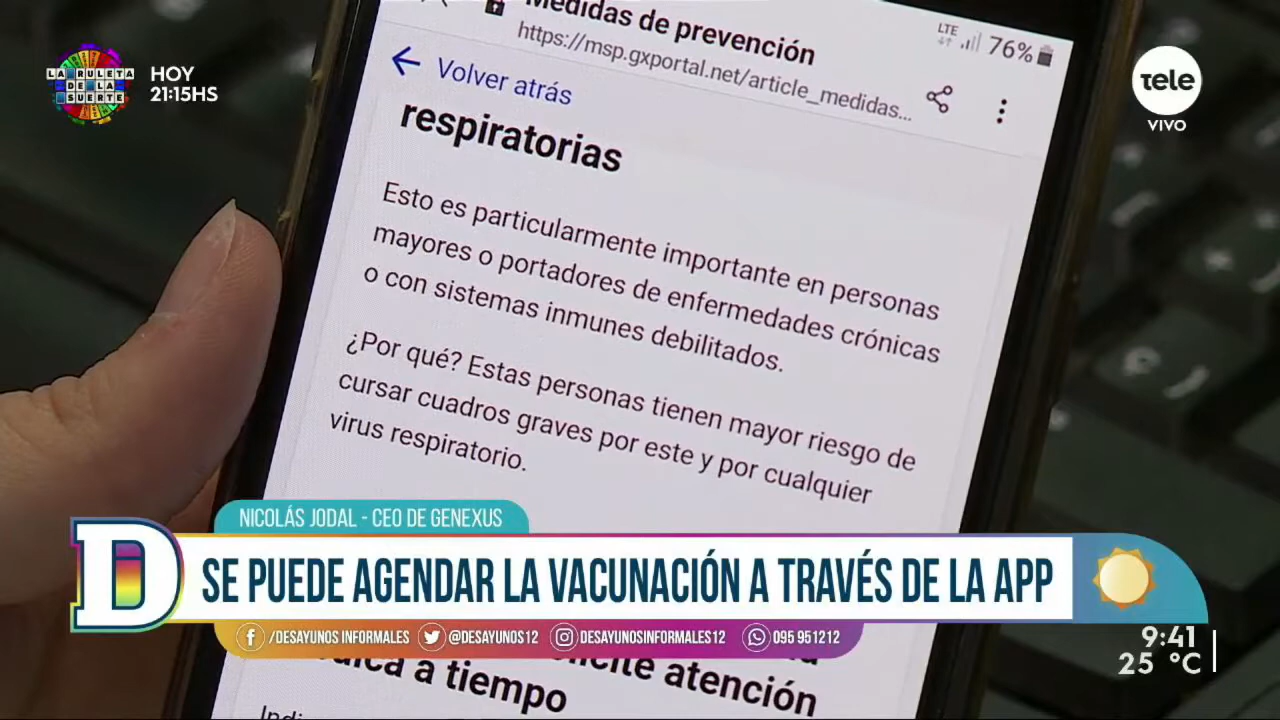 LA RULETA
DE LA
SUERTE
HOY
21:15HS
tele
VIVO
Medidas de prevención
https://msp.gxportal.net/article_medidas...
LTE
76%
Volver atrás
respiratorias
Esto es particularmente importante en personas
mayores o portadores de enfermedades crónicas
o con sistemas inmunes debilitados.
¿Por qué? Estas personas tienen mayor riesgo de
cursar cuadros graves por este y por cualquier
virus respiratorio.
NICOLÁS JODAL - CEO DE GENEXUS
D
SE PUEDE AGENDAR LA VACUNACIÓN A TRAVÉS DE LA APP
/DESAYUNOS INFORMALES
@DESAYUNOS12
DESAYUNOSINFORMALES12
095 951212
9:41
25 °C
atención
a tiempo